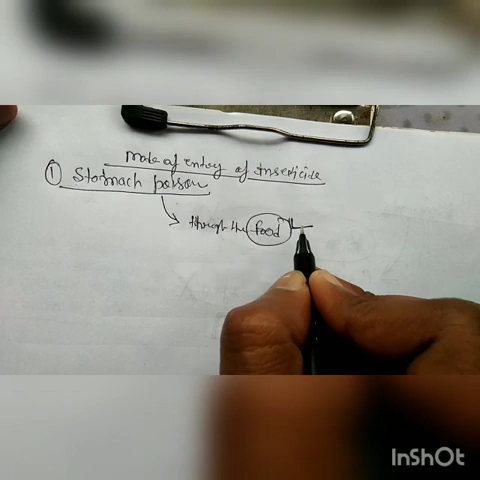 Mode of entry of insecticide
① Stomach poison
→ through the food
InShOt